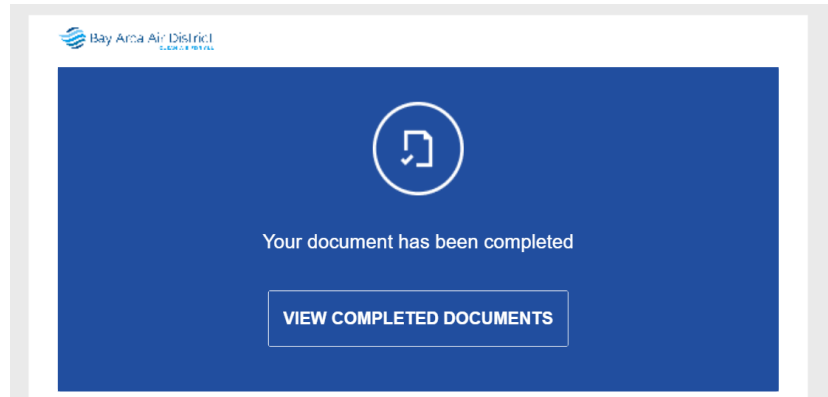 Bay Area Air District
Your document has been completed
VIEW COMPLETED DOCUMENTS